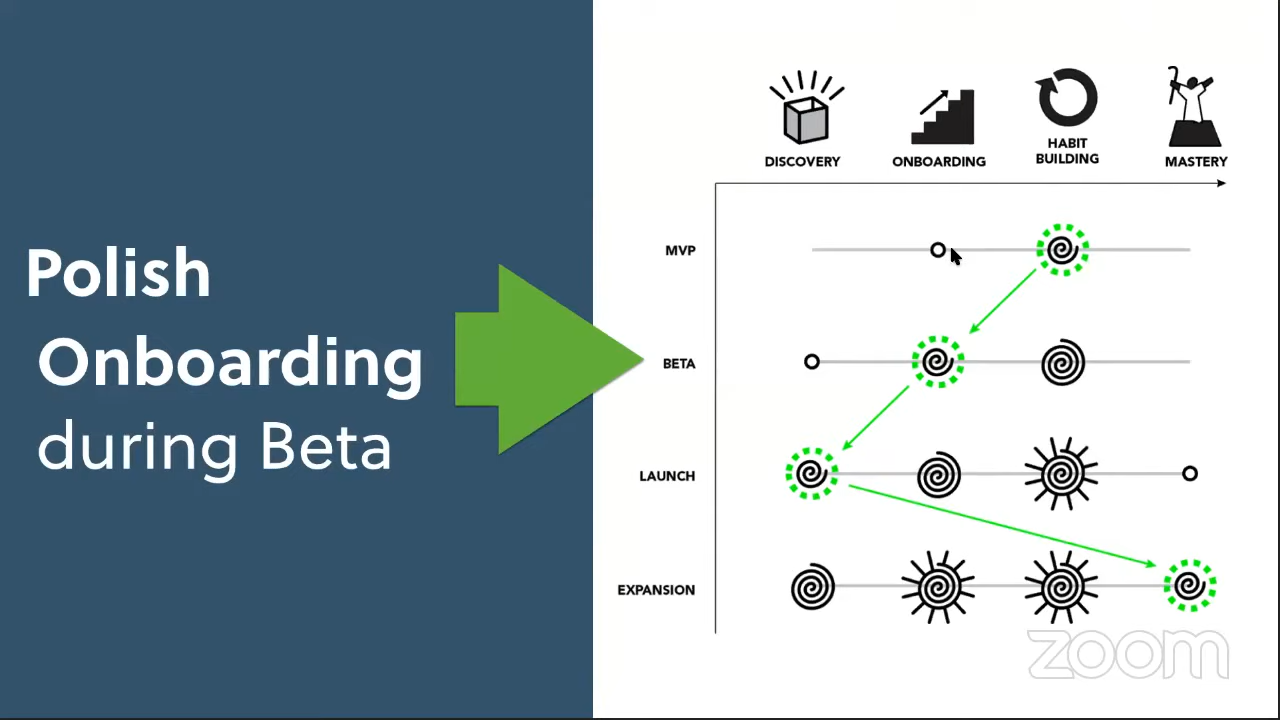 Polish
Onboarding
during Beta
DISCOVERY
ONBOARDING
HABIT
BUILDING
MASTERY
MVP
BETA
LAUNCH
EXPANSION
zoom